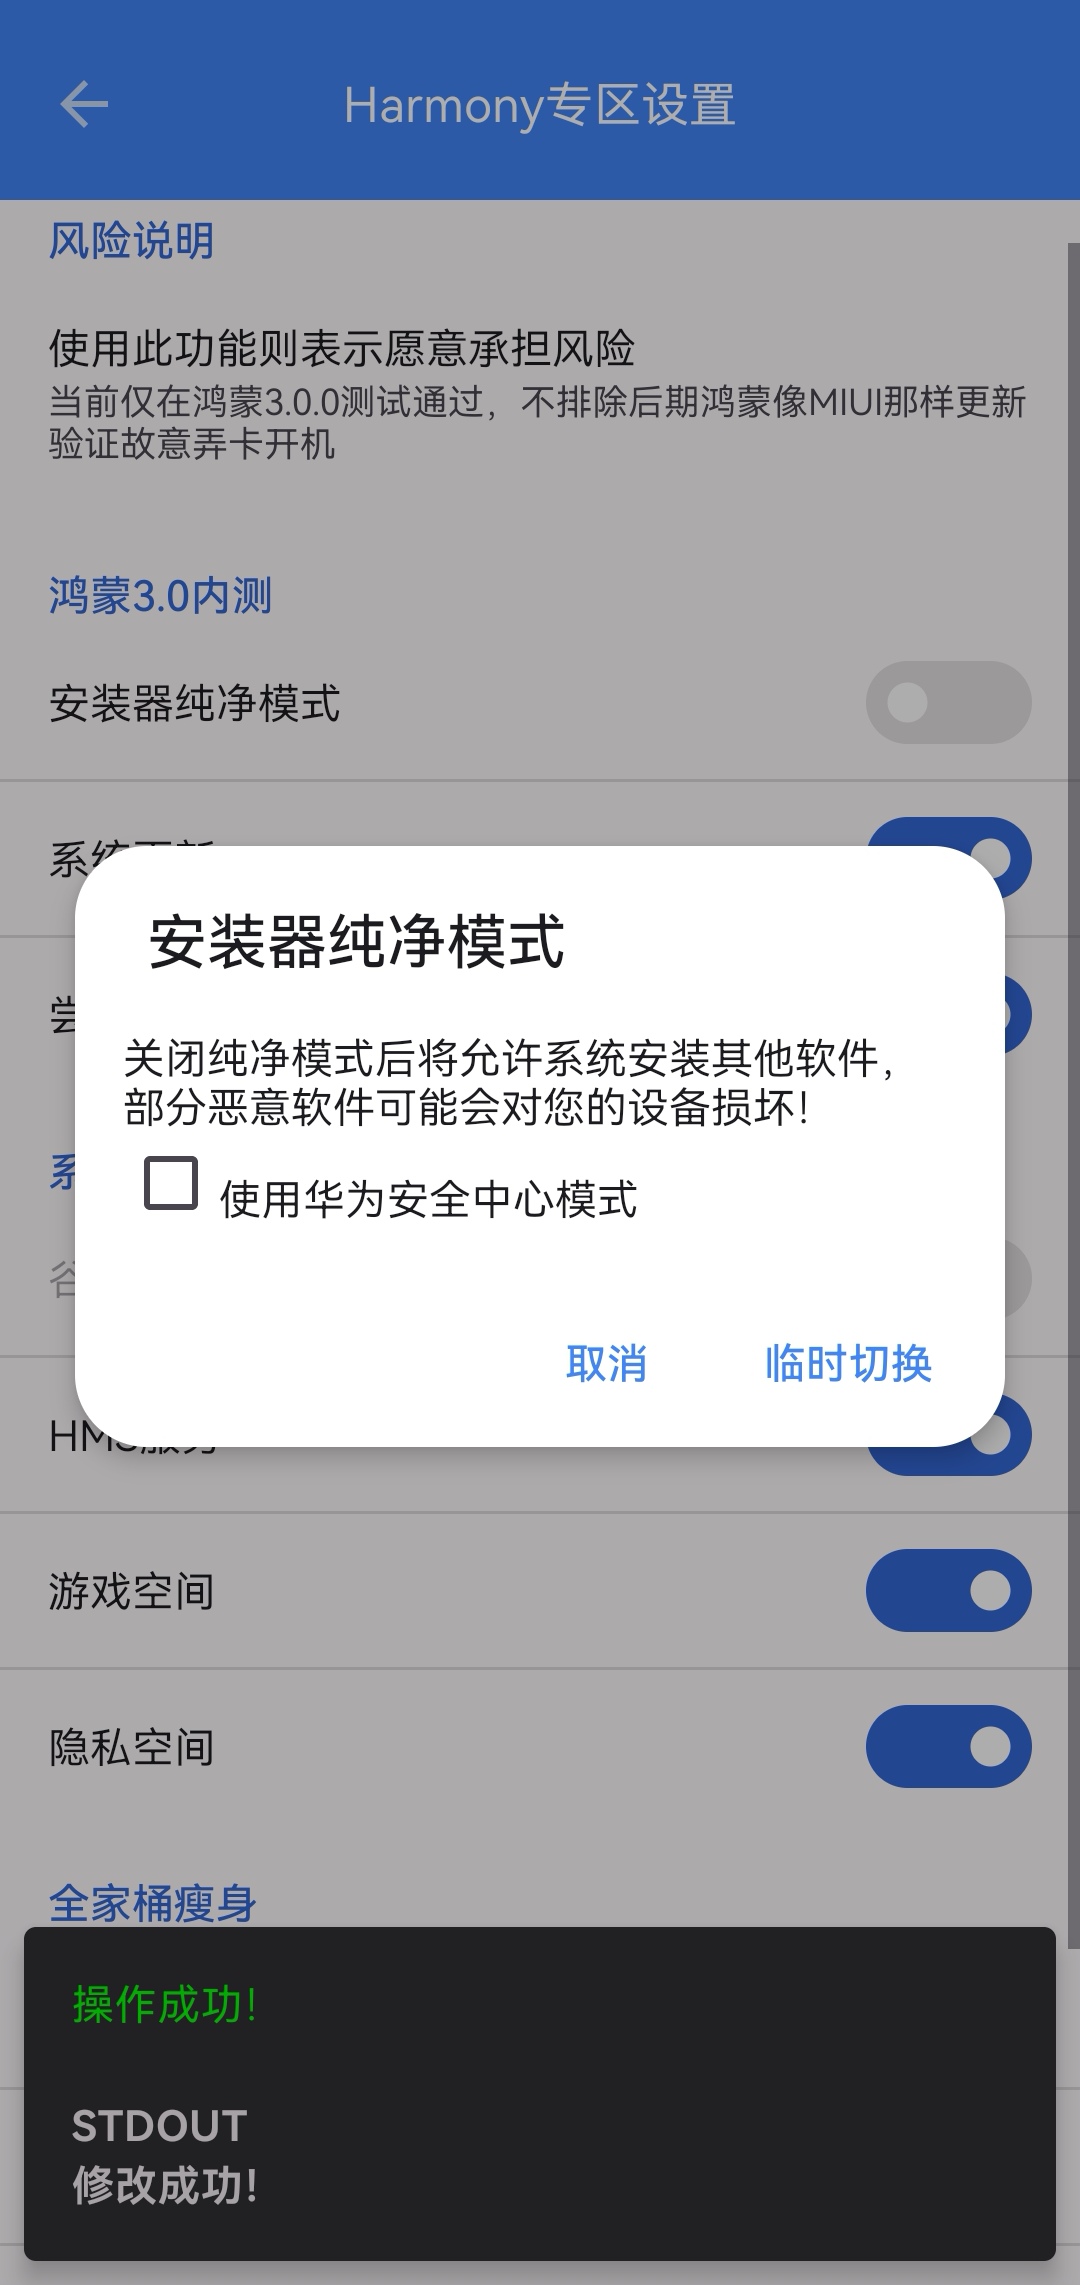 Harmony专区设置
风险说明
使用此功能则表示愿意承担风险
当前仅在鸿蒙3.0.0测试通过，不排除后期鸿蒙像MIUI那样更新
验证故意弄卡开机
鸿蒙3.0内测
安装器纯净模式
安装器纯净模式
关闭纯净模式后将允许系统安装其他软件，
部分恶意软件可能会对您的设备损坏！
使用华为安全中心模式
取消
临时切换
游戏空间
隐私空间
全家桶瘦身
操作成功！
STDOUT
修改成功！